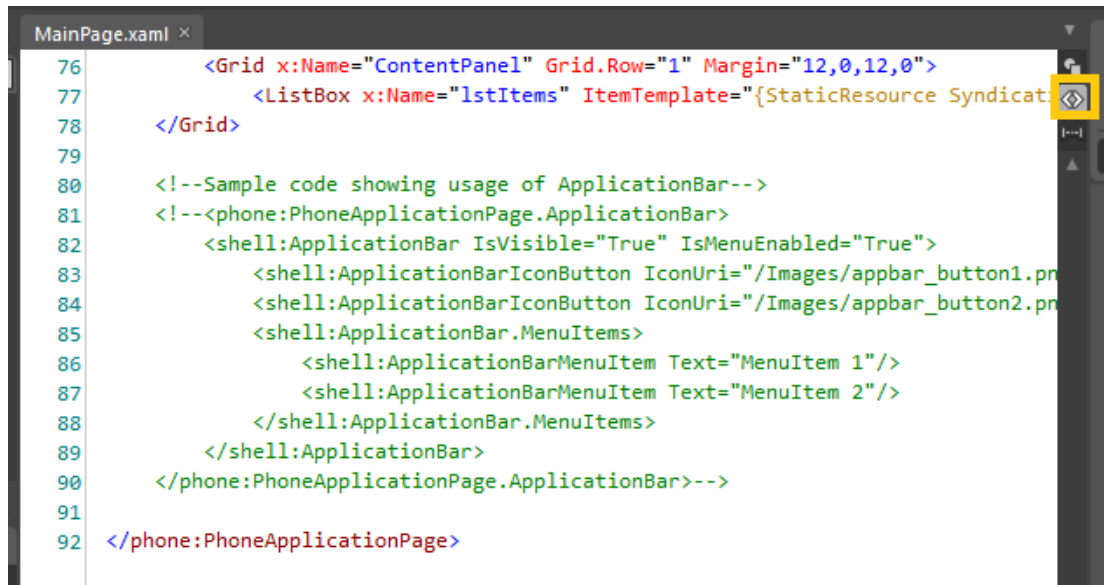 MainPage.xaml ×
76 <Grid x:Name="ContentPanel" Grid.Row="1" Margin="12,0,12,0">
77 <ListBox x:Name="lstItems" ItemTemplate="{StaticResource Syndicati
78 </Grid>
79
80 <!--Sample code showing usage of ApplicationBar-->
81 <!--<phone:PhoneApplicationPage.ApplicationBar>
82 <shell:ApplicationBar IsVisible="True" IsMenuEnabled="True">
83 <shell:ApplicationBarIconButton IconUri="/Images/appbar_button1.pn
84 <shell:ApplicationBarIconButton IconUri="/Images/appbar_button2.pn
85 <shell:ApplicationBar.MenuItems>
86 <shell:ApplicationBarMenuItem Text="MenuItem 1"/>
87 <shell:ApplicationBarMenuItem Text="MenuItem 2"/>
88 </shell:ApplicationBar.MenuItems>
89 </shell:ApplicationBar>
90 </phone:PhoneApplicationPage.ApplicationBar>-->
91
92 </phone:PhoneApplicationPage>